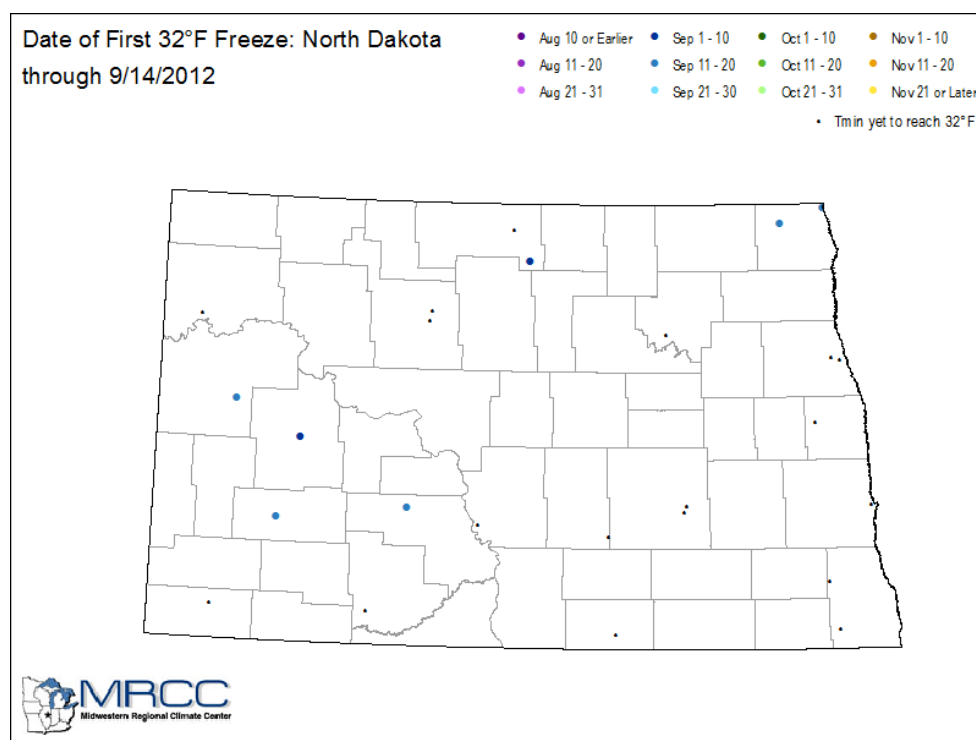 Date of First 32°F Freeze: North Dakota
through 9/14/2012
Aug 10 or Earlier
Aug 11 - 20
Aug 21 - 31
Sep 1 - 10
Sep 11 - 20
Sep 21 - 30
Oct 1 - 10
Oct 11 - 20
Oct 21 - 31
Nov 1 - 10
Nov 11 - 20
Nov 21 or Later
Tmin yet to reach 32°F
MRCC
Midwestern Regional Climate Center